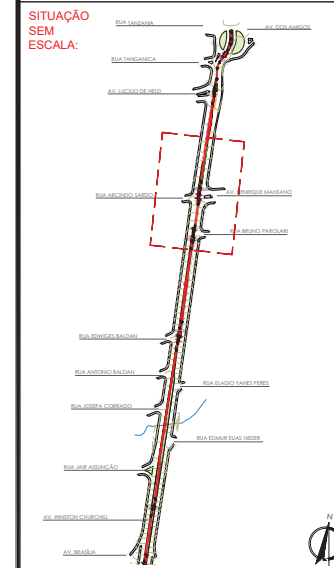 SITUAÇÃO
SEM
ESCALA:
RUA TANZANIA
AV. DOS AMIGOS
RUA TANGANICA
AV. LUCILIO DE HELD
RUA ARCINDO SARDO
AV. HENRIQUE MANSANO
RUA BRUNO PAROLARI
RUA EDWIGES BALDAN
RUA ANTONIO BALDAN
RUA ELADIO YANES PERES
RUA JOSEFA CORRADO
RUA EDMUR ELIAS NEDER
RUA JAIR ASSUNÇÃO
AV. WINSTON CHURCHILL
N
AV. BRASÍLIA